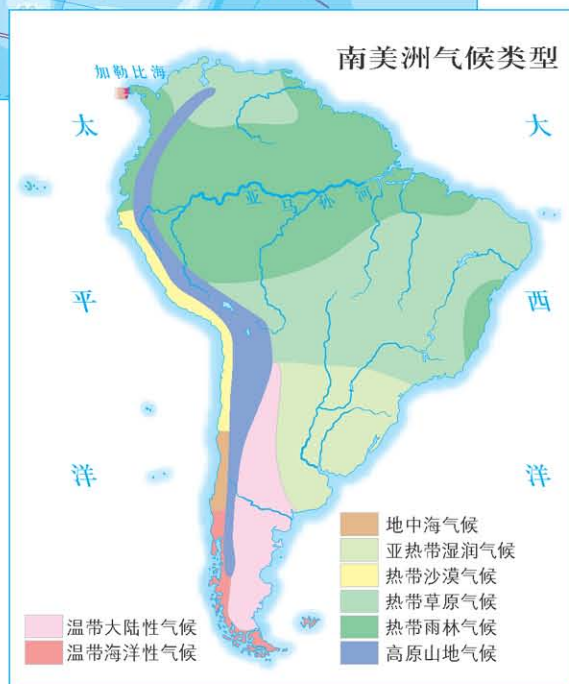 南美洲气候类型
加勒比海
太
平
洋
大
西
洋
亚马孙河
地中海气候
亚热带湿润气候
热带沙漠气候
热带草原气候
热带雨林气候
高原山地气候
温带大陆性气候
温带海洋性气候